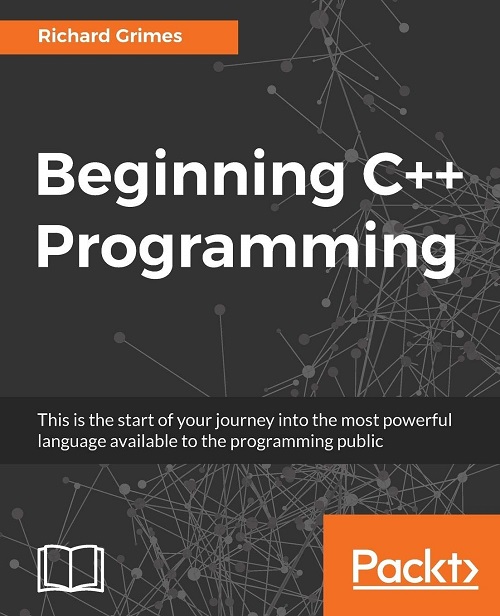 Richard Grimes
Beginning C++
Programming
This is the start of your journey into the most powerful
language available to the programming public
Packt>